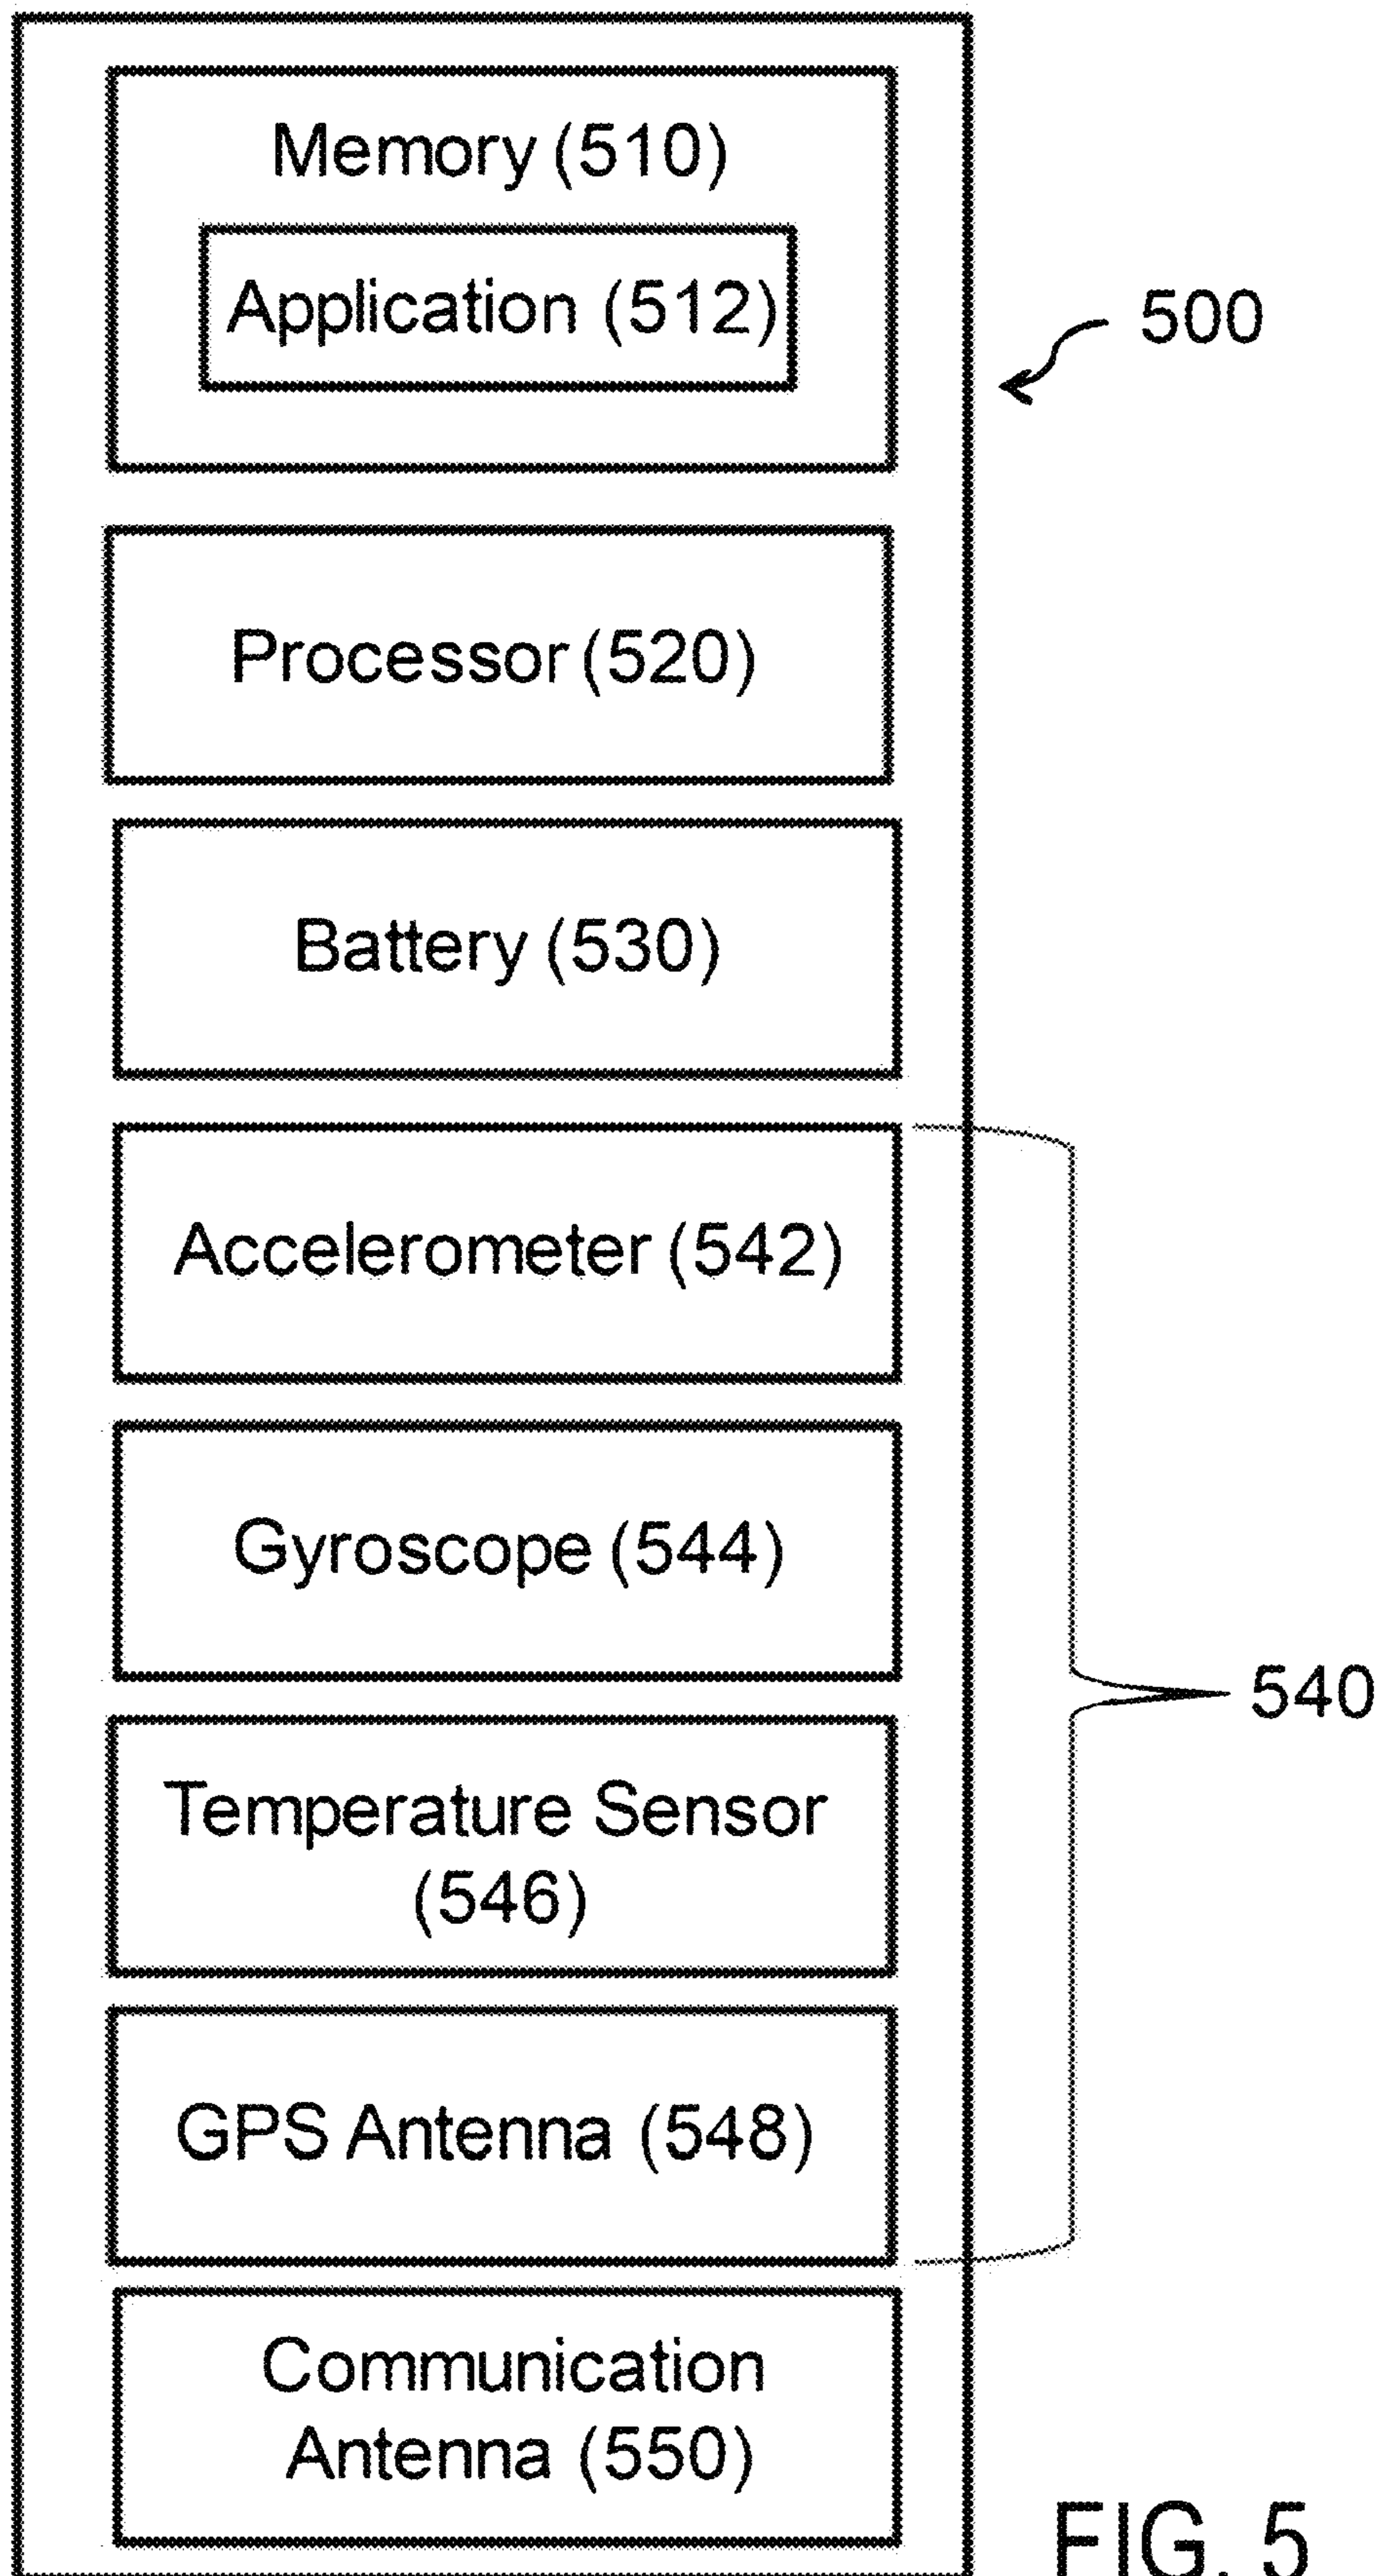 Memory (510)
Application (512)
500
Processor (520)
Battery (530)
Accelerometer (542)
Gyroscope (544)
540
Temperature Sensor
(546)
GPS Antenna (548)
Communication
Antenna (550)
FIG. 5